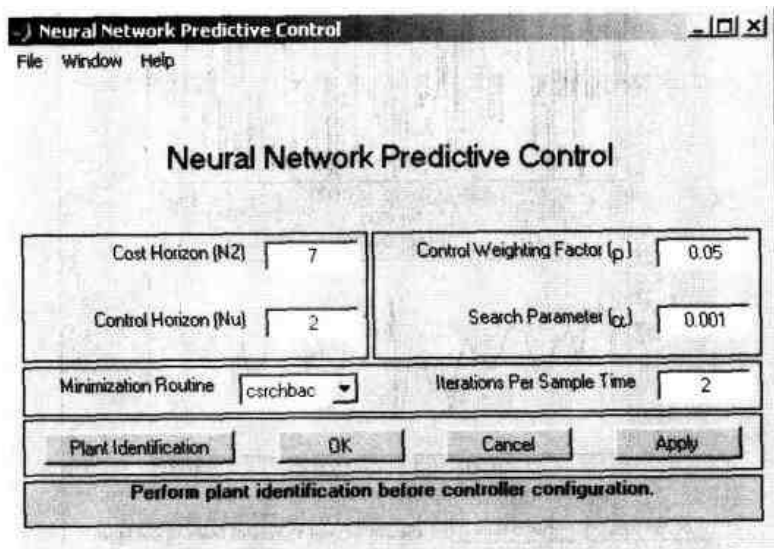 Neural Network Predictive Control
File Window Help
Neural Network Predictive Control
Cost Horizon (N2) 7 Control Weighting Factor (ρ) 0.05
Control Horizon (Nu) 2 Search Parameter (α) 0.001
Minimization Routine csrchbac Iterations Per Sample Time 2
Plant Identification OK Cancel Apply
Perform plant identification before controller configuration.